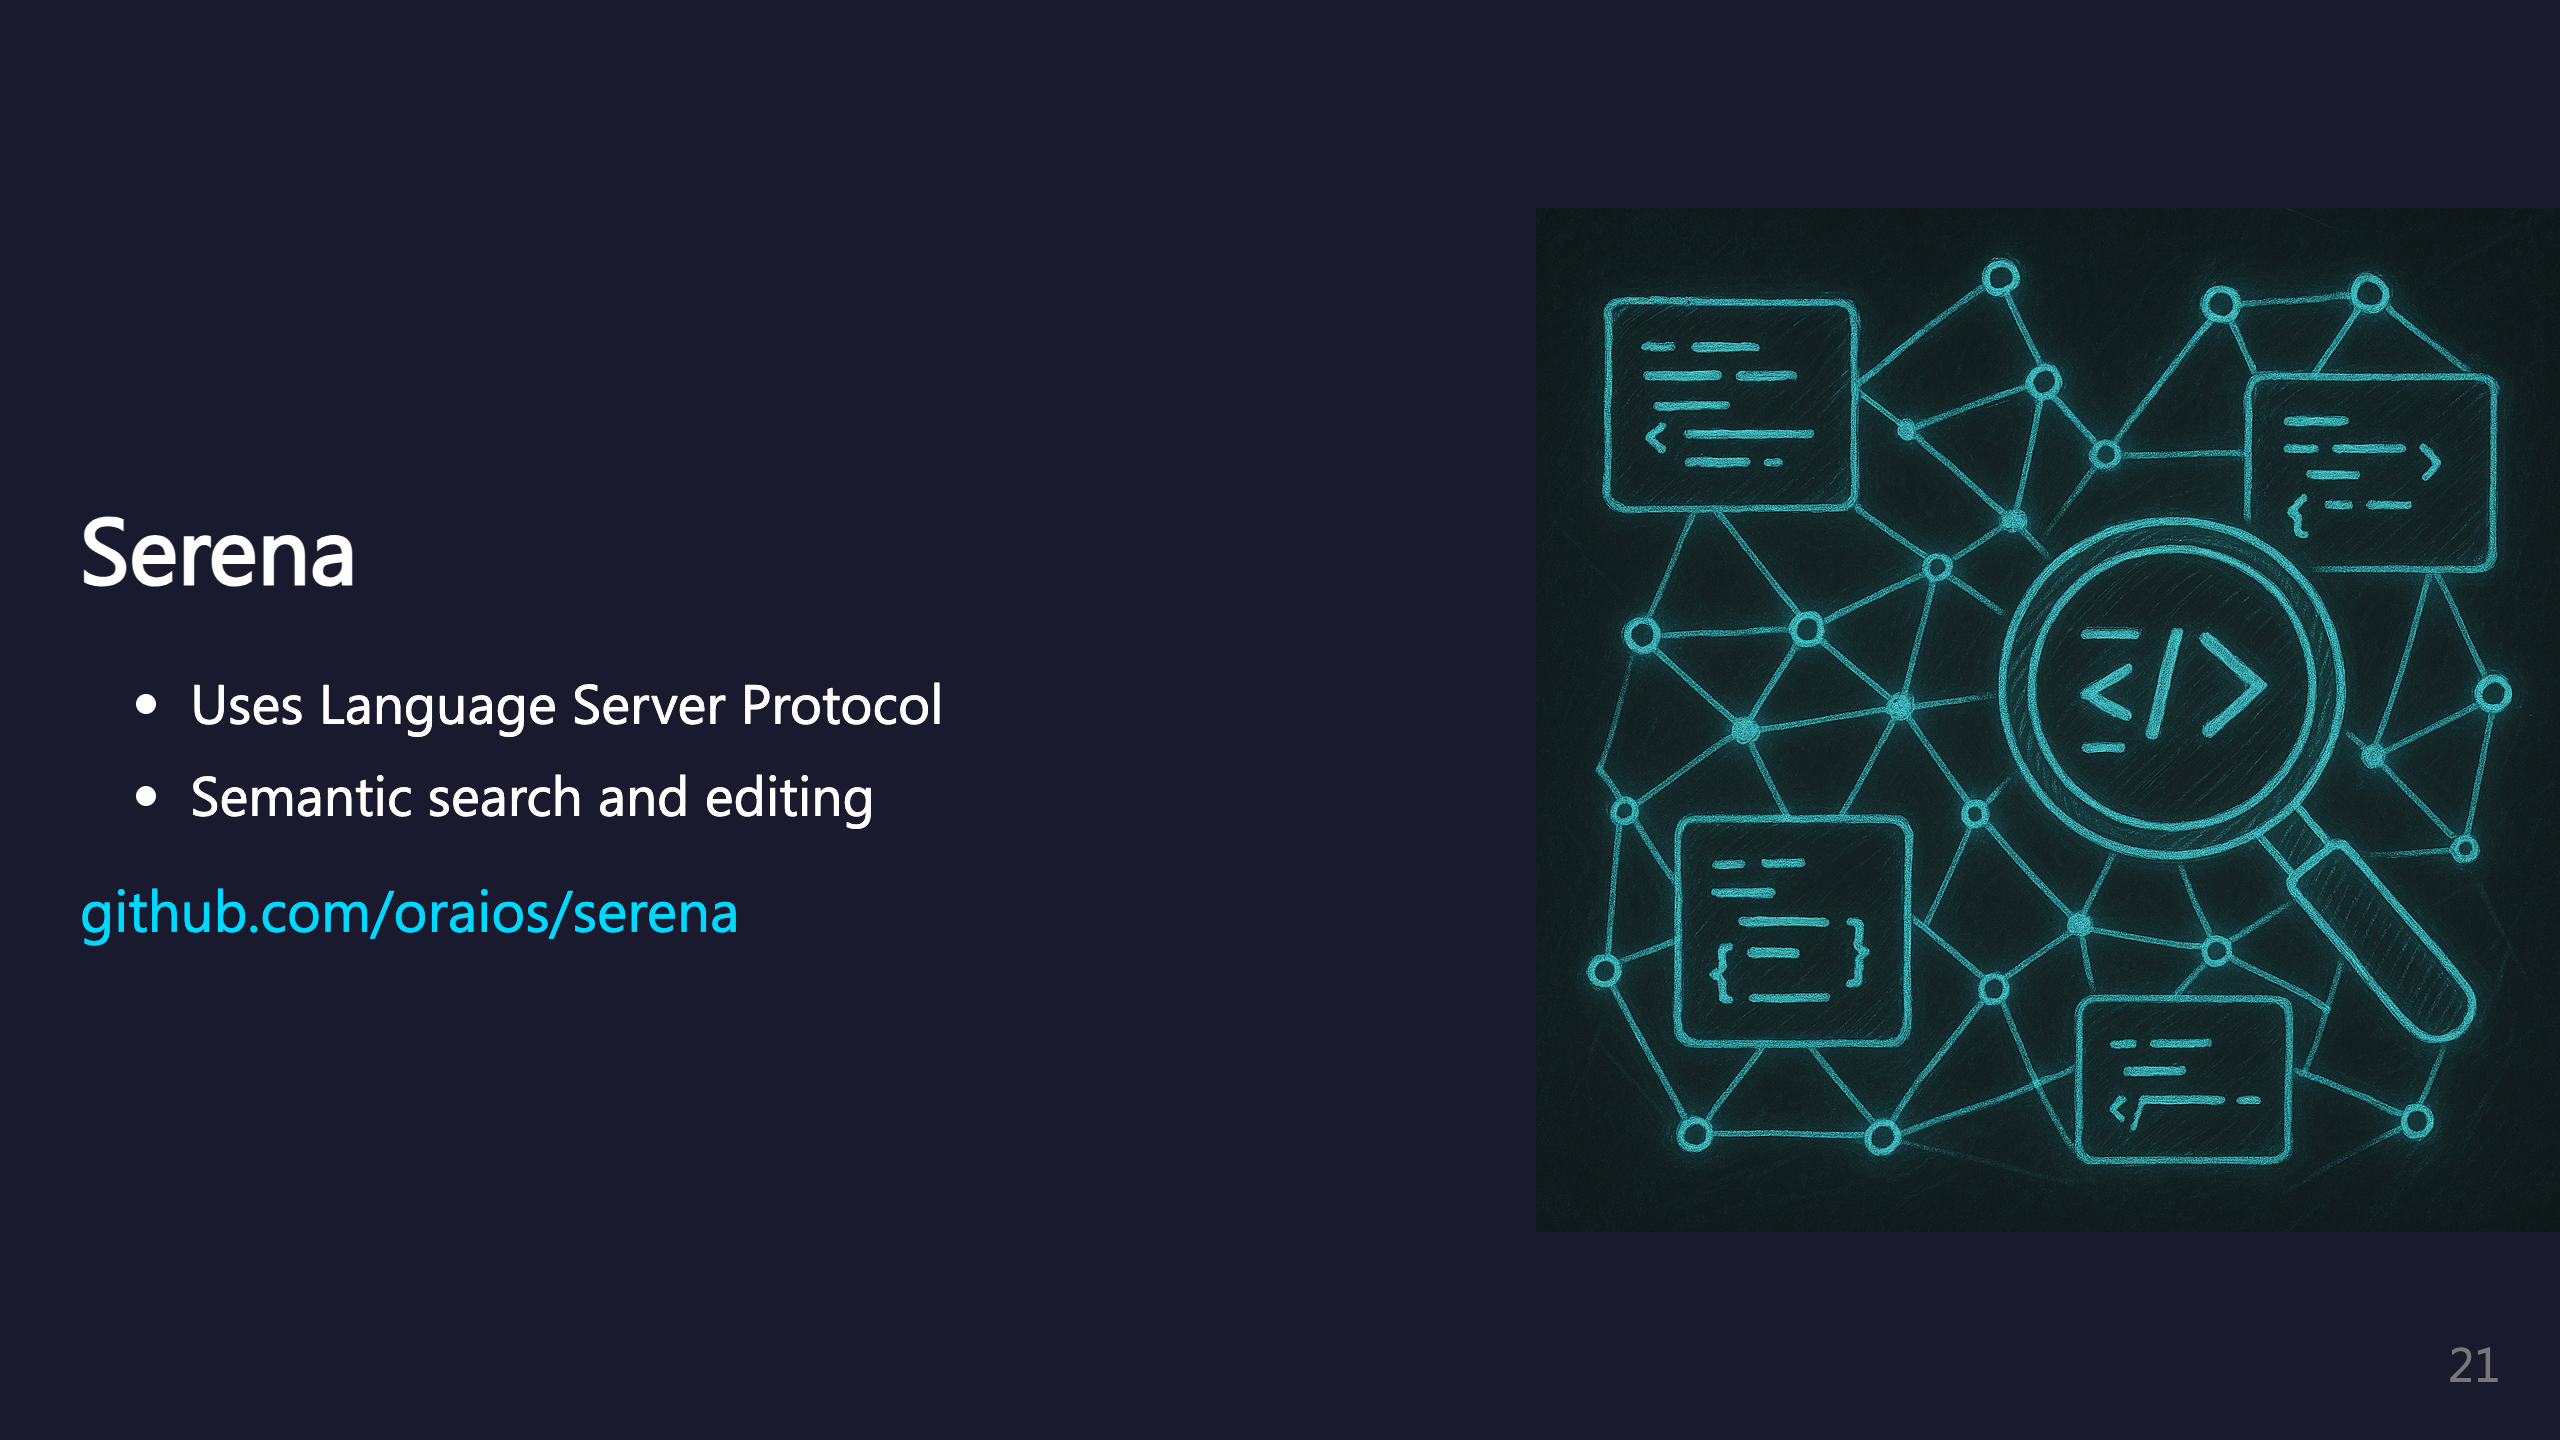 Serena
• Uses Language Server Protocol
• Semantic search and editing
github.com/oraios/serena
</>
21